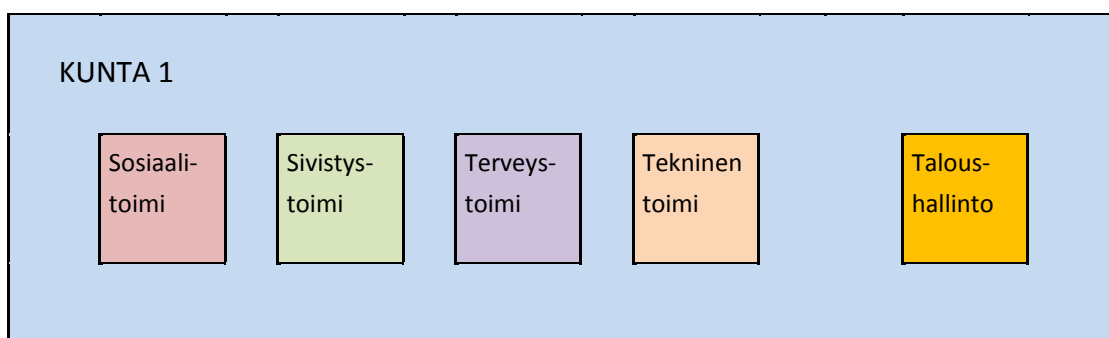 KUNTA 1
Sosiaali-
toimi
Sivistys-
toimi
Terveys-
toimi
Tekninen
toimi
Talous-
hallinto